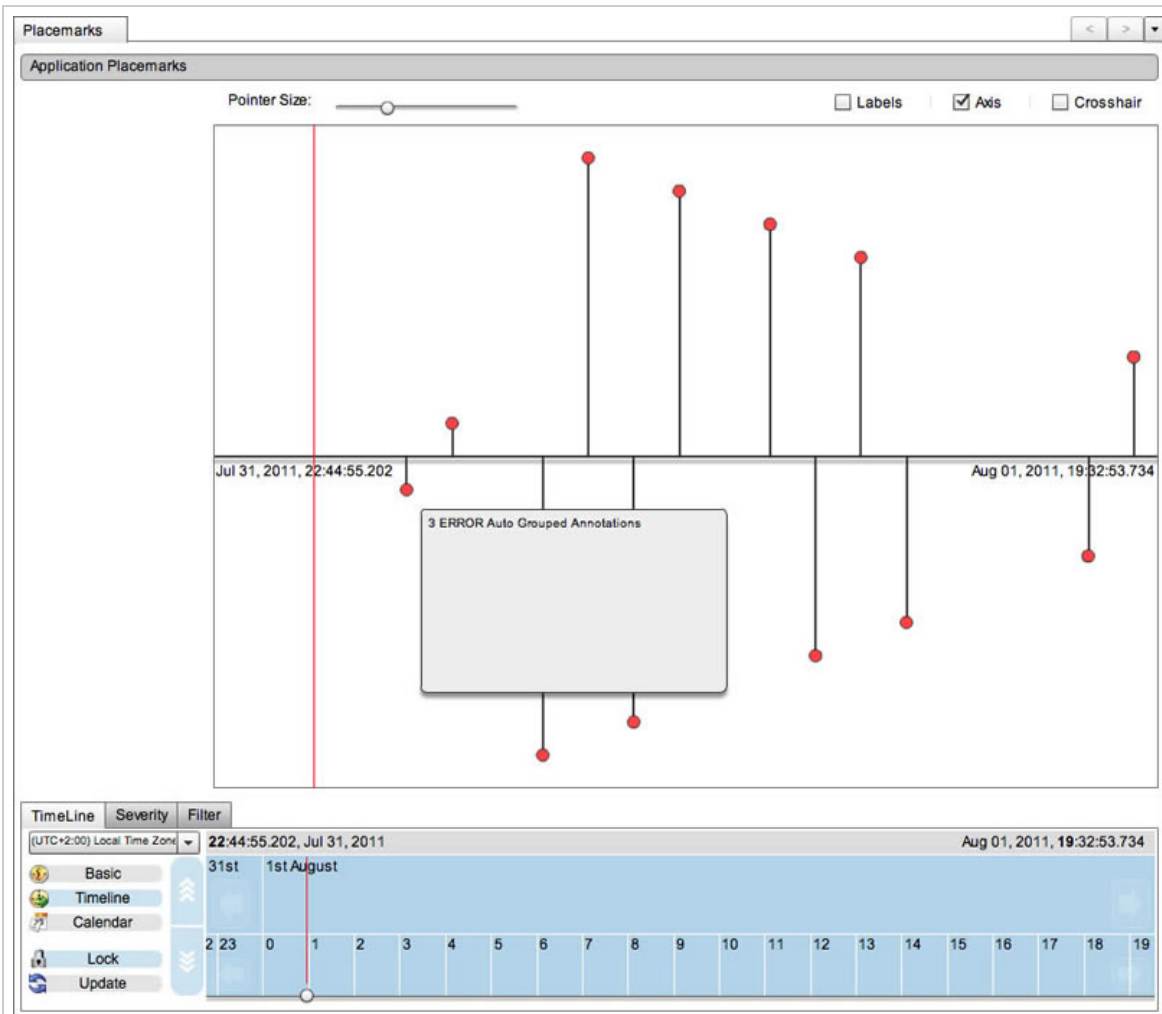 Placemarks
< >
Application Placemarks
Pointer Size: Labels Axis Crosshair
Jul 31, 2011, 22:44:55.202 Aug 01, 2011, 19:32:53.734
3 ERROR Auto Grouped Annotations
TimeLine Severity Filter
(UTC+2:00) Local Time Zone 22:44:55.202, Jul 31, 2011 Aug 01, 2011, 19:32:53.734
31st 1st August
Basic
Timeline
Calendar
2 23 0 1 2 3 4 5 6 7 8 9 10 11 12 13 14 15 16 17 18 19
Lock
Update